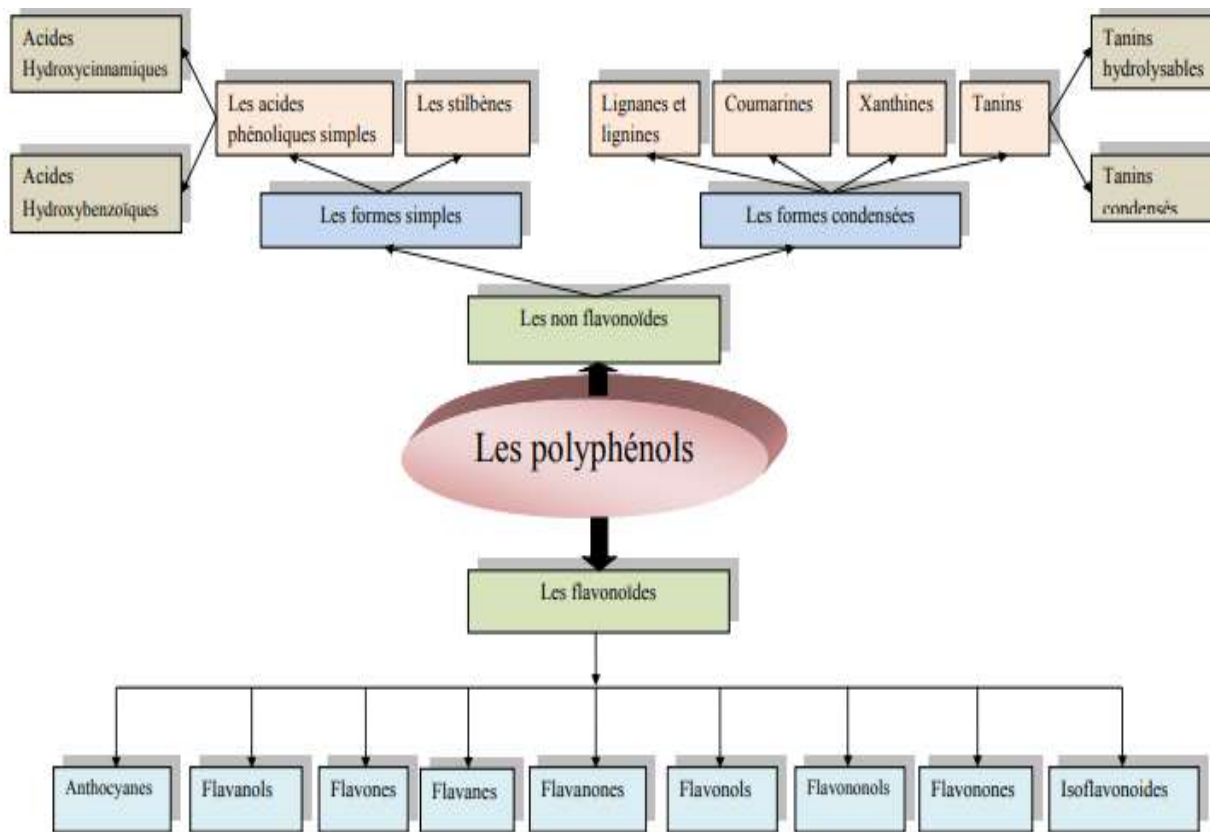 Acides
Hydroxycinnamiques
Les acides
phénoliques simples
Les stilbènes
Lignanes et
lignines
Coumarines
Xanthines
Tanins
Tanins
hydrolysables
Acides
Hydroxybenzoïques
Les formes simples
Les formes condensées
Tanins
condensés
Les non flavonoïdes
Les polyphénols
Les flavonoïdes
Anthocyanes
Flavanols
Flavones
Flavanes
Flavanones
Flavonols
Flavononols
Flavonones
Isoflavonoides